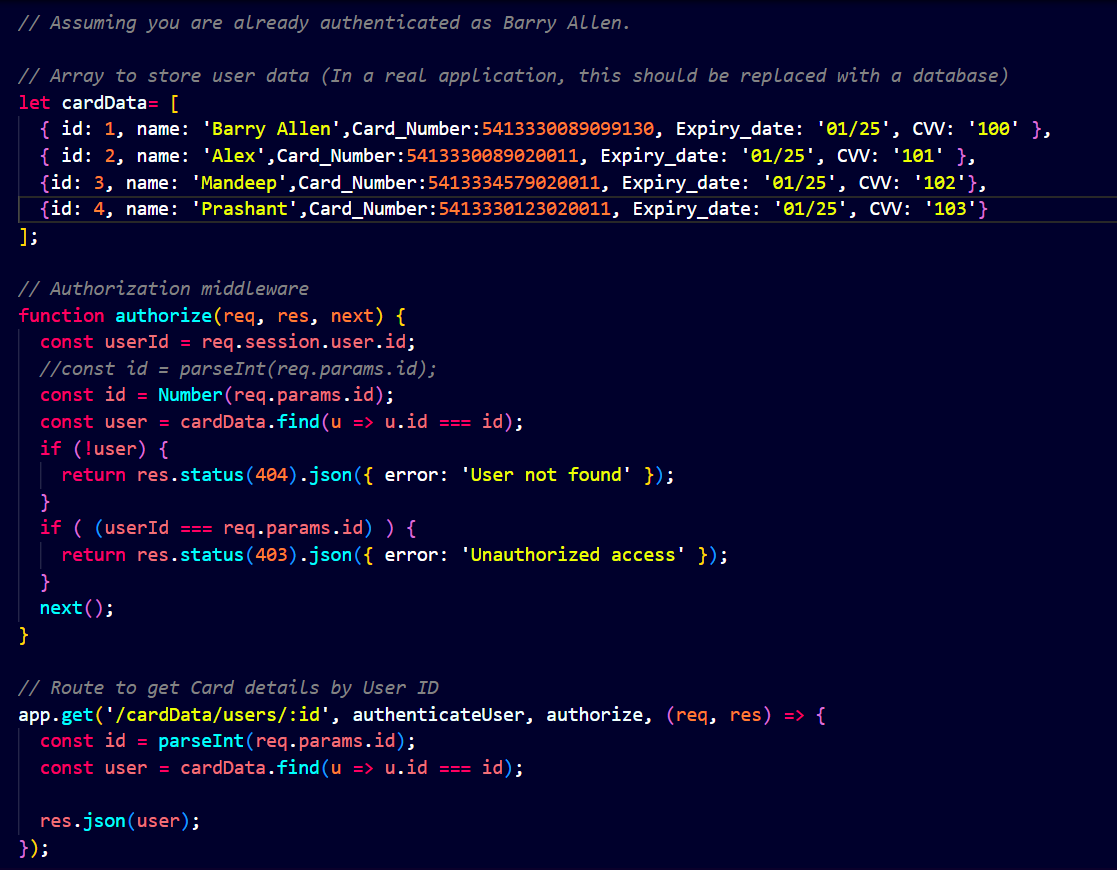 // Assuming you are already authenticated as Barry Allen.
// Array to store user data (In a real application, this should be replaced with a database)
let cardData= [
{ id: 1, name: 'Barry Allen',Card_Number:5413330089099130, Expiry_date: '01/25', CVV: '100' },
{ id: 2, name: 'Alex',Card_Number:5413330089020011, Expiry_date: '01/25', CVV: '101' },
{id: 3, name: 'Mandeep',Card_Number:5413334579020011, Expiry_date: '01/25', CVV: '102'},
{id: 4, name: 'Prashant',Card_Number:5413330123020011, Expiry_date: '01/25', CVV: '103'}
];
// Authorization middleware
function authorize(req, res, next) {
const userId = req.session.user.id;
//const id = parseInt(req.params.id);
const id = Number(req.params.id);
const user = cardData.find(u => u.id === id);
if (!user) {
return res.status(404).json({ error: 'User not found' });
}
if ( (userId === req.params.id) ) {
return res.status(403).json({ error: 'Unauthorized access' });
}
next();
}
// Route to get Card details by User ID
app.get('/cardData/users/:id', authenticateUser, authorize, (req, res) => {
const id = parseInt(req.params.id);
const user = cardData.find(u => u.id === id);
res.json(user);
});